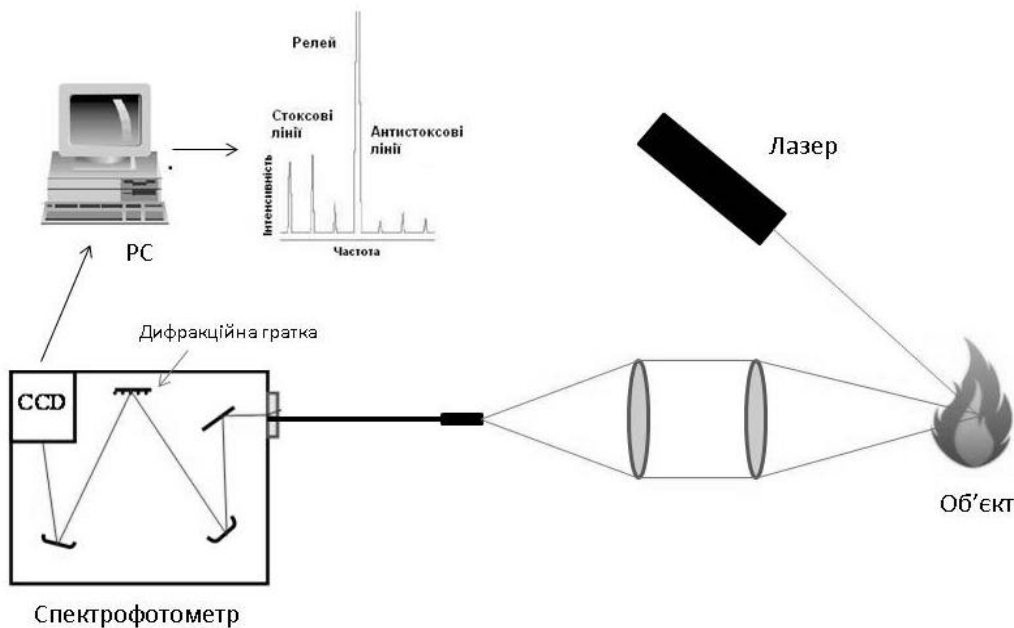 Релей
Стоксові
лінії
Антистоксові
лінії
Інтенсивність
Частота
PC
Лазер
Дифракційна гратка
CCD
Об'єкт
Спектрофотометр